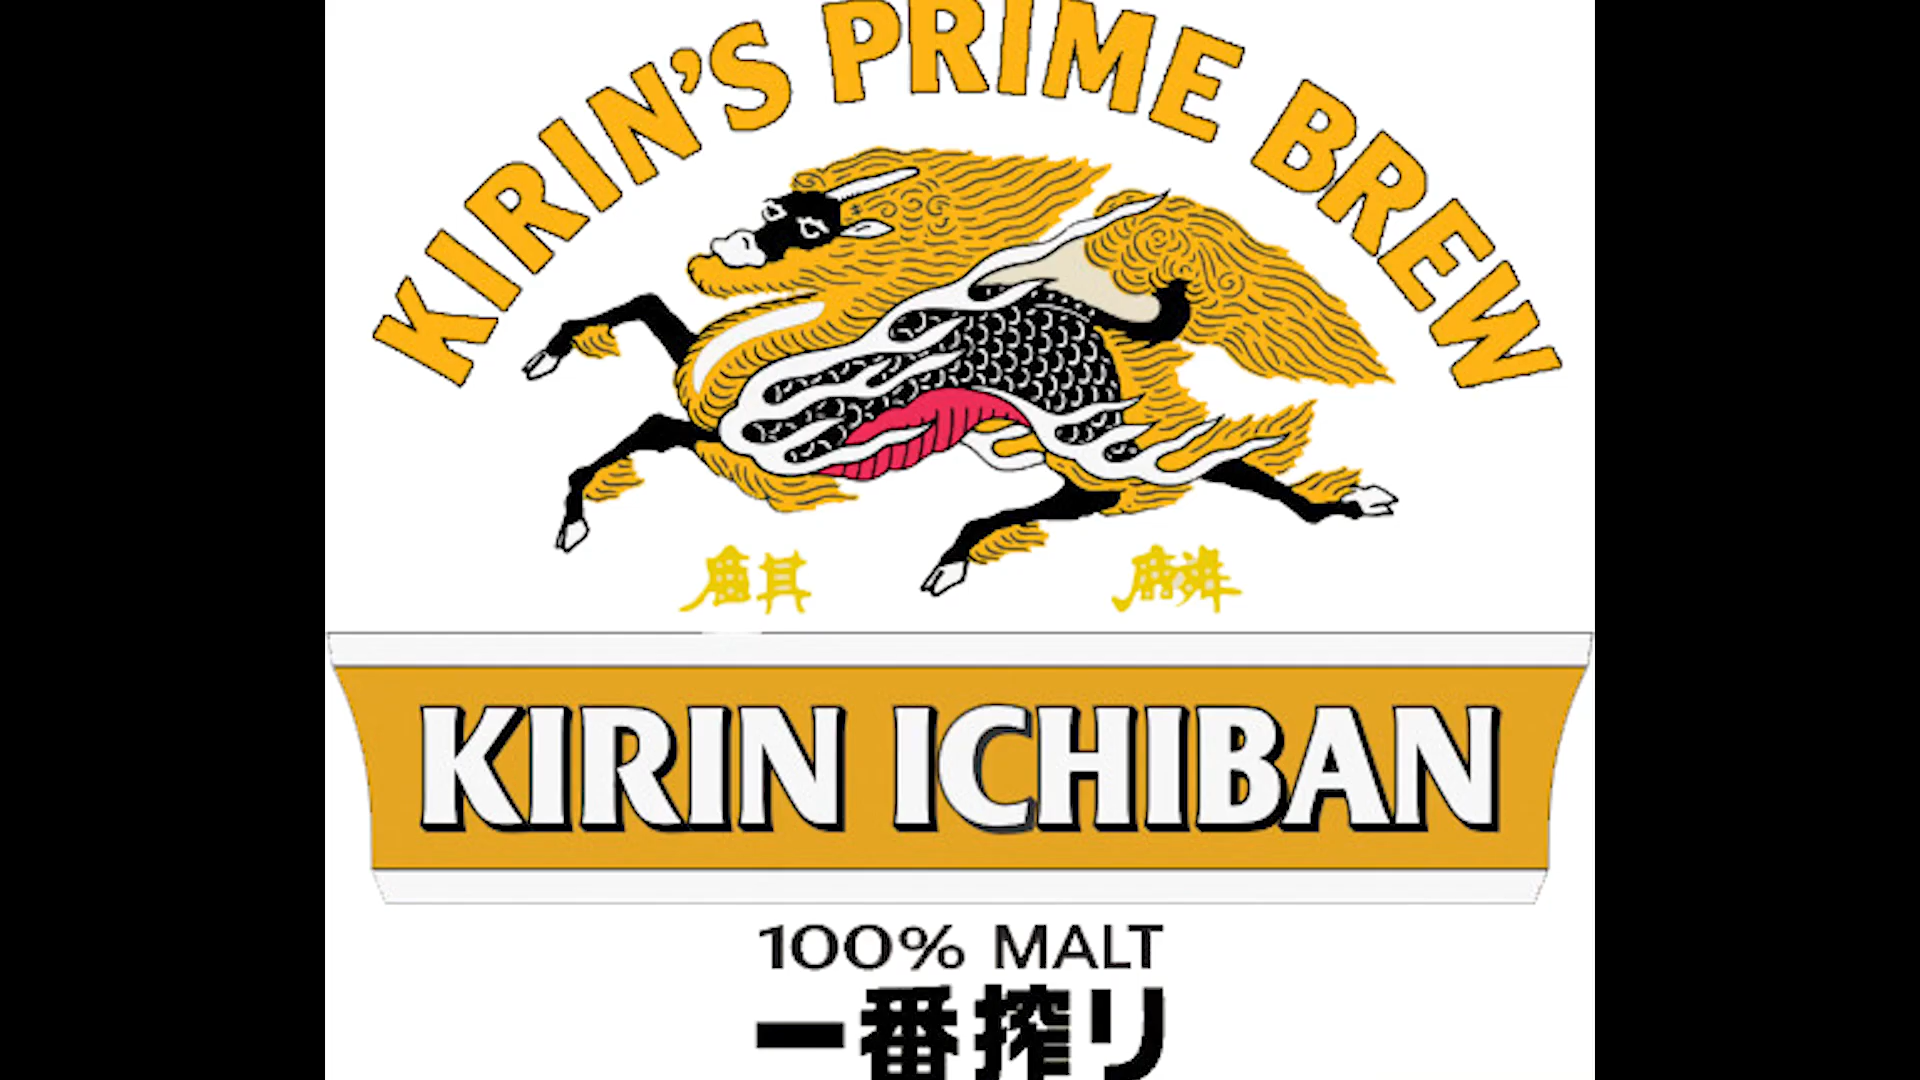 KIRIN'S PRIME BREW
麒 麟
KIRIN ICHIBAN
100% MALT
一番搾り